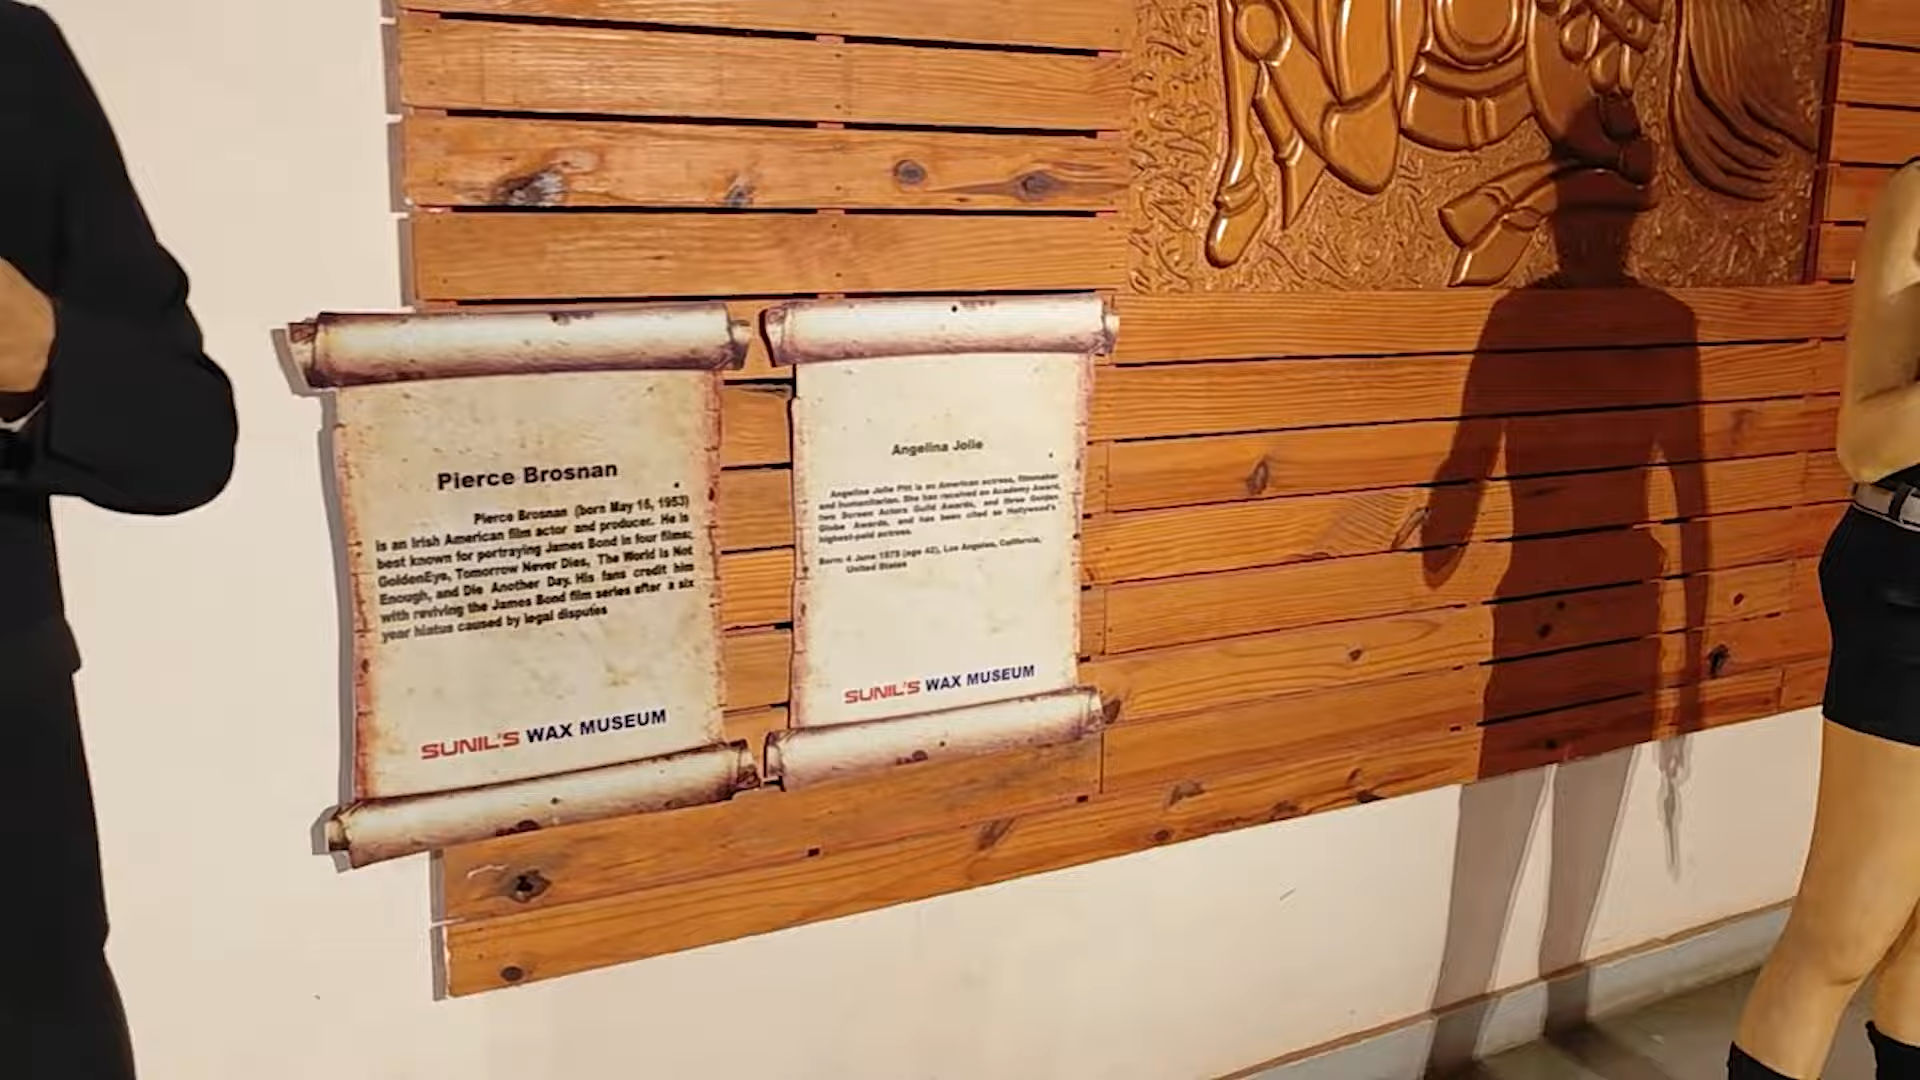 Pierce Brosnan
Pierce Brosnan (born May 16, 1953)
is an Irish American film actor and producer. He is
best known for portraying James Bond in four films;
GoldenEye, Tomorrow Never Dies, The World is Not
Enough, and Die Another Day. His fans credit him
with reviving the James Bond film series after a six
year hiatus caused by legal disputes
SUNIL'S WAX MUSEUM
Angelina Jolie
Angelina Jolie Pitt is an American actress, filmmaker
and humanitarian. She has received an Academy Award,
two Screen Actors Guild Awards, and three Golden
Globe Awards, and has been cited as Hollywood's
highest-paid actress.
Born: 4 June 1975 (age 42), Los Angeles, California,
United States
SUNIL'S WAX MUSEUM